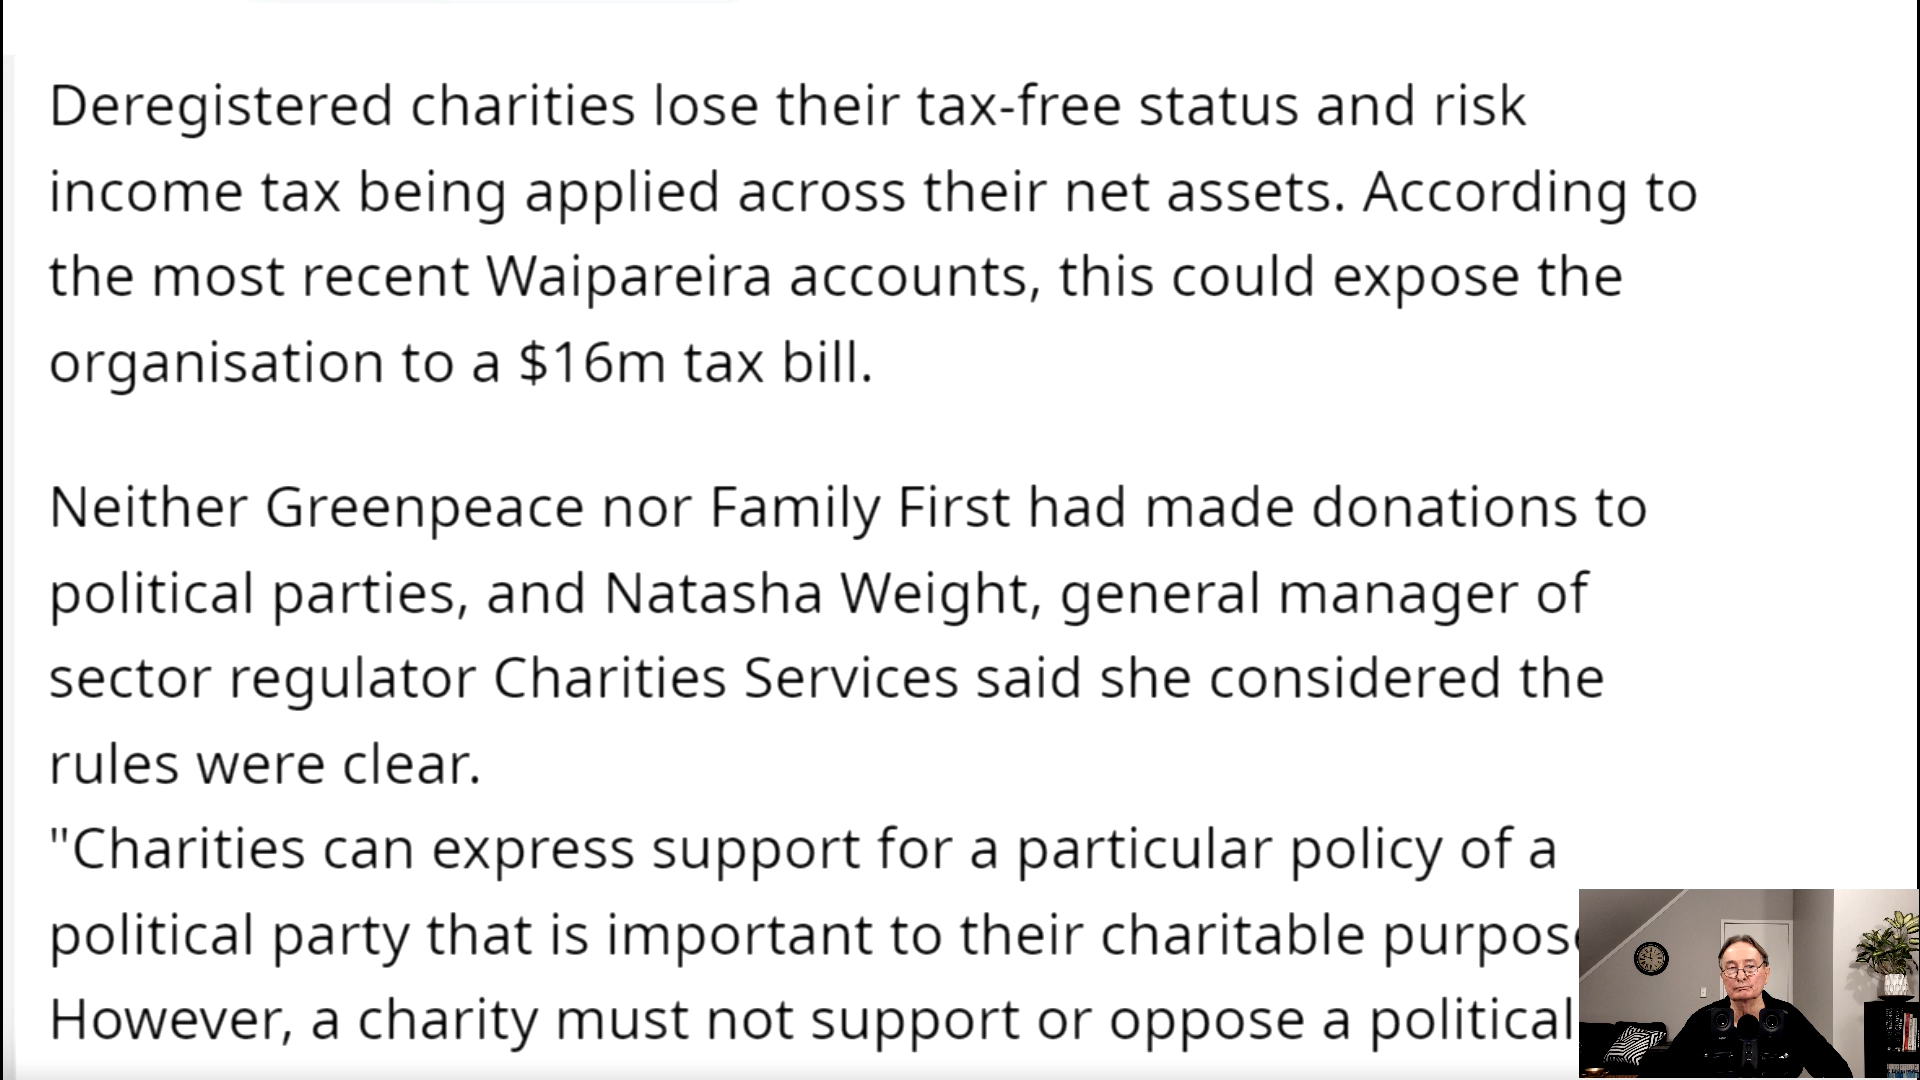 Deregistered charities lose their tax-free status and risk
income tax being applied across their net assets. According to
the most recent Waipareira accounts, this could expose the
organisation to a $16m tax bill.
Neither Greenpeace nor Family First had made donations to
political parties, and Natasha Weight, general manager of
sector regulator Charities Services said she considered the
rules were clear.
"Charities can express support for a particular policy of a
political party that is important to their charitable
However, a charity must not support or oppose a political